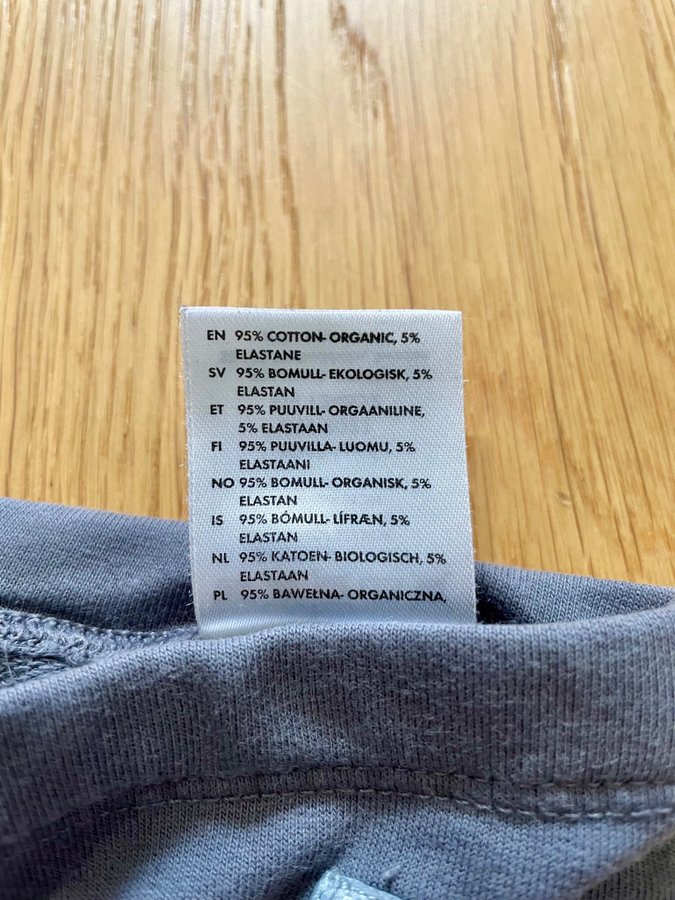 EN 95% COTTON- ORGANIC, 5%
ELASTANE
SV 95% BOMULL- EKOLOGISK, 5%
ELASTAN
ET 95% PUUVILL- ORGAANILINE,
5% ELASTAAN
FI 95% PUUVILLA- LUOMU, 5%
ELASTAANI
NO 95% BOMULL- ORGANISK, 5%
ELASTAN
IS 95% BÓMULL- LÍFRÆN, 5%
ELASTAN
NL 95% KATOEN- BIOLOGISCH, 5%
ELASTAAN
PL 95% BAWEŁNA- ORGANICZNA,